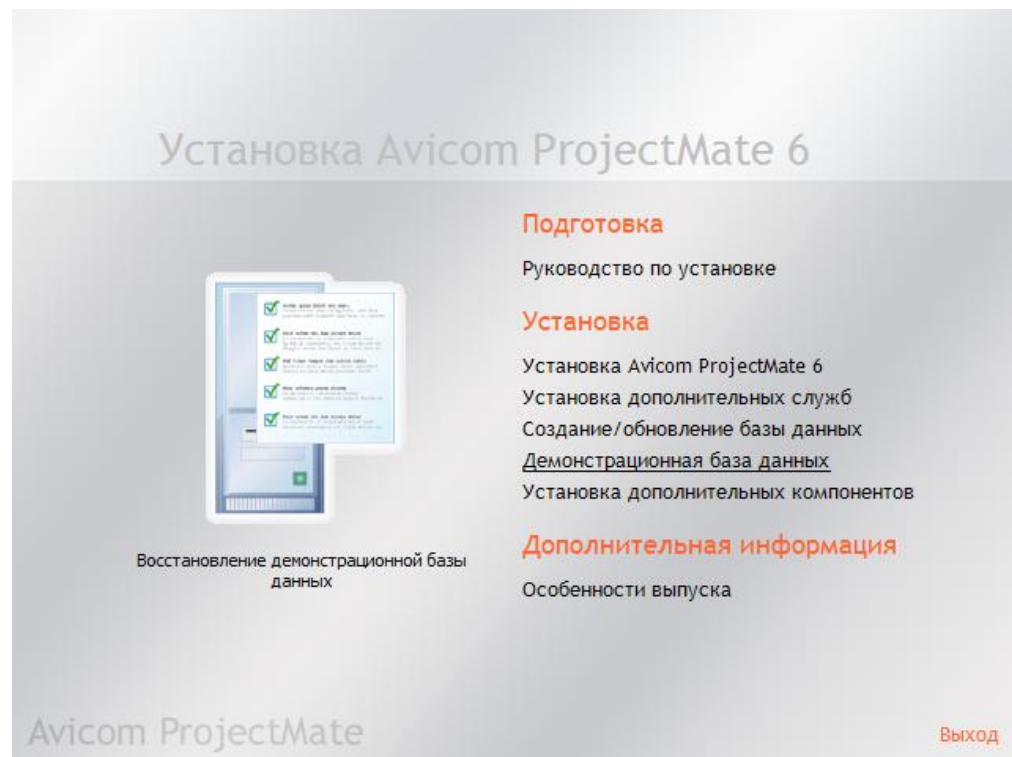 Установка Avicom ProjectMate 6
Подготовка
Руководство по установке
Установка
Установка Avicom ProjectMate 6
Установка дополнительных служб
Создание/обновление базы данных
Демонстрационная база данных
Установка дополнительных компонентов
Восстановление демонстрационной базы
данных
Дополнительная информация
Особенности выпуска
Avicom ProjectMate
Выход